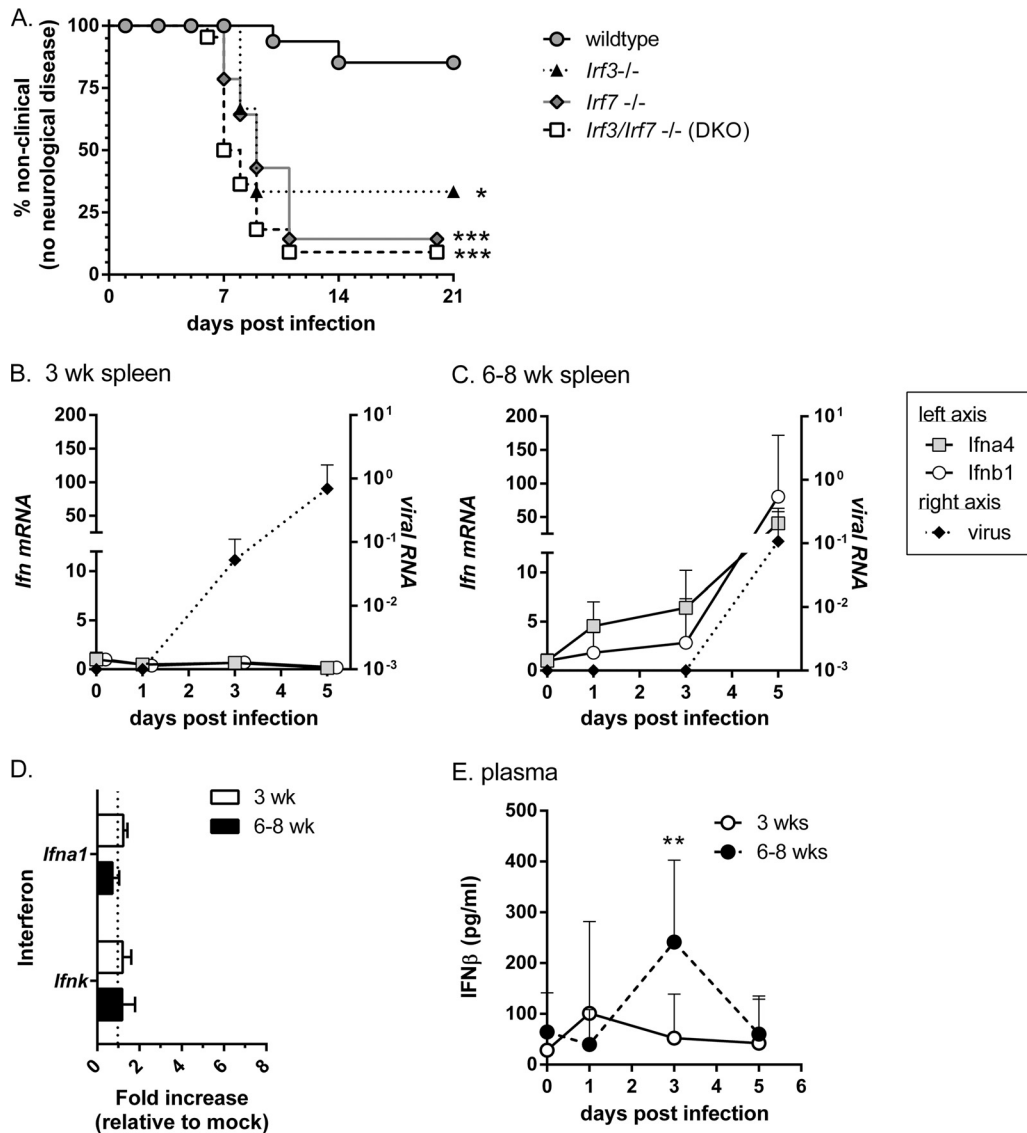 A.
% non-clinical
(no neurological disease)
100
75
50
25
0
0 7 14 21
days post infection
*
***
***
wildtype
Irf3-/-
Irf7 -/-
Irf3/Irf7 -/- (DKO)
B. 3 wk spleen
Ifn mRNA
200
150
100
50
10
5
0
10¹
10⁰
10⁻¹
10⁻²
10⁻³
viral RNA
0 1 2 3 4 5
days post infection
C. 6-8 wk spleen
Ifn mRNA
200
150
100
50
10
5
0
10¹
10⁰
10⁻¹
10⁻²
10⁻³
viral RNA
0 1 2 3 4 5
days post infection
left axis
Ifna4
Ifnb1
right axis
virus
D.
3 wk
6-8 wk
Interferon
Ifna1
Ifnk
0 2 4 6 8
Fold increase
(relative to mock)
E. plasma
IFNβ (pg/ml)
500
400
300
200
100
0
**
3 wks
6-8 wks
0 1 2 3 4 5 6
days post infection